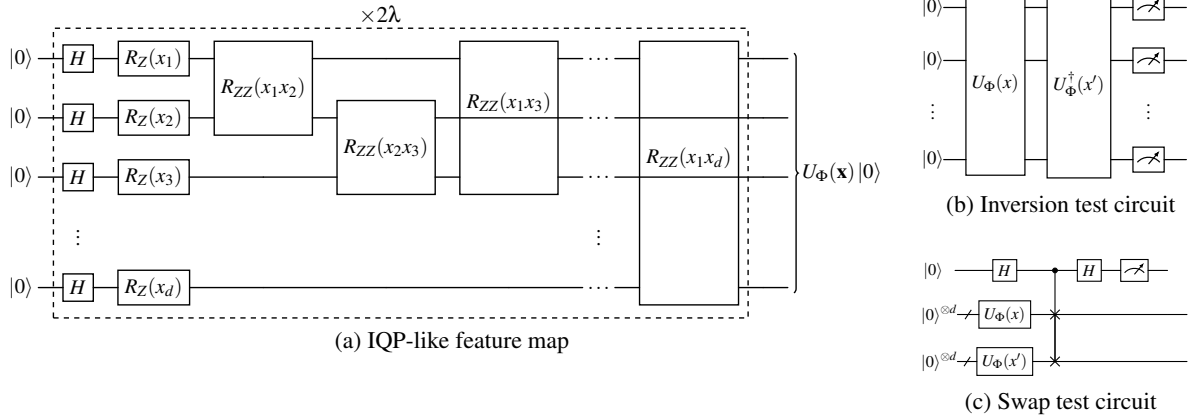 ×2λ
|0⟩ H R_Z(x_1) R_ZZ(x_1x_2) R_ZZ(x_1x_3) ···
|0⟩ H R_Z(x_2) R_ZZ(x_2x_3) ··· R_ZZ(x_1x_d)
|0⟩ H R_Z(x_3) ··· U_Φ(𝐱)|0⟩
⋮ ⋮
|0⟩ H R_Z(x_d) ···
(a) IQP-like feature map
|0⟩
|0⟩ U_Φ(x) U_Φ^†(x′)
⋮ ⋮
|0⟩
(b) Inversion test circuit
|0⟩ H H
|0⟩^⊗d U_Φ(x)
|0⟩^⊗d U_Φ(x′)
(c) Swap test circuit